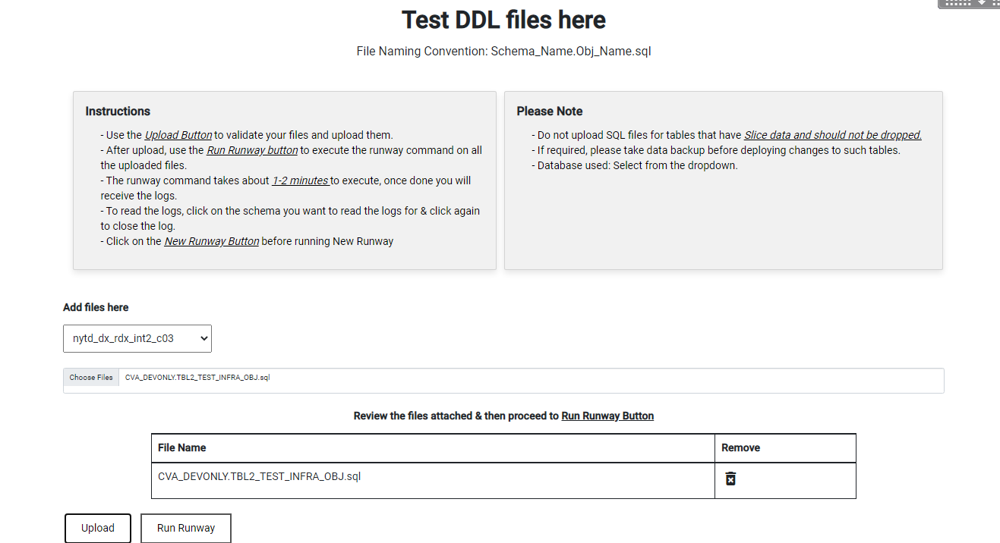 Test DDL files here
File Naming Convention: Schema_Name.Obj_Name.sql
Instructions
- Use the Upload Button to validate your files and upload them.
- After upload, use the Run Runway button to execute the runway command on all
the uploaded files.
- The runway command takes about 1-2 minutes to execute, once done you will
receive the logs.
- To read the logs, click on the schema you want to read the logs for & click again
to close the log.
- Click on the New Runway Button before running New Runway
Please Note
- Do not upload SQL files for tables that have Slice data and should not be dropped.
- If required, please take data backup before deploying changes to such tables.
- Database used: Select from the dropdown.
Add files here
nytd_dx_rdx_int2_c03
Choose Files CVA_DEVONLY.TBL2_TEST_INFRA_OBJ.sql
Review the files attached & then proceed to Run Runway Button
File Name Remove
CVA_DEVONLY.TBL2_TEST_INFRA_OBJ.sql
Upload Run Runway